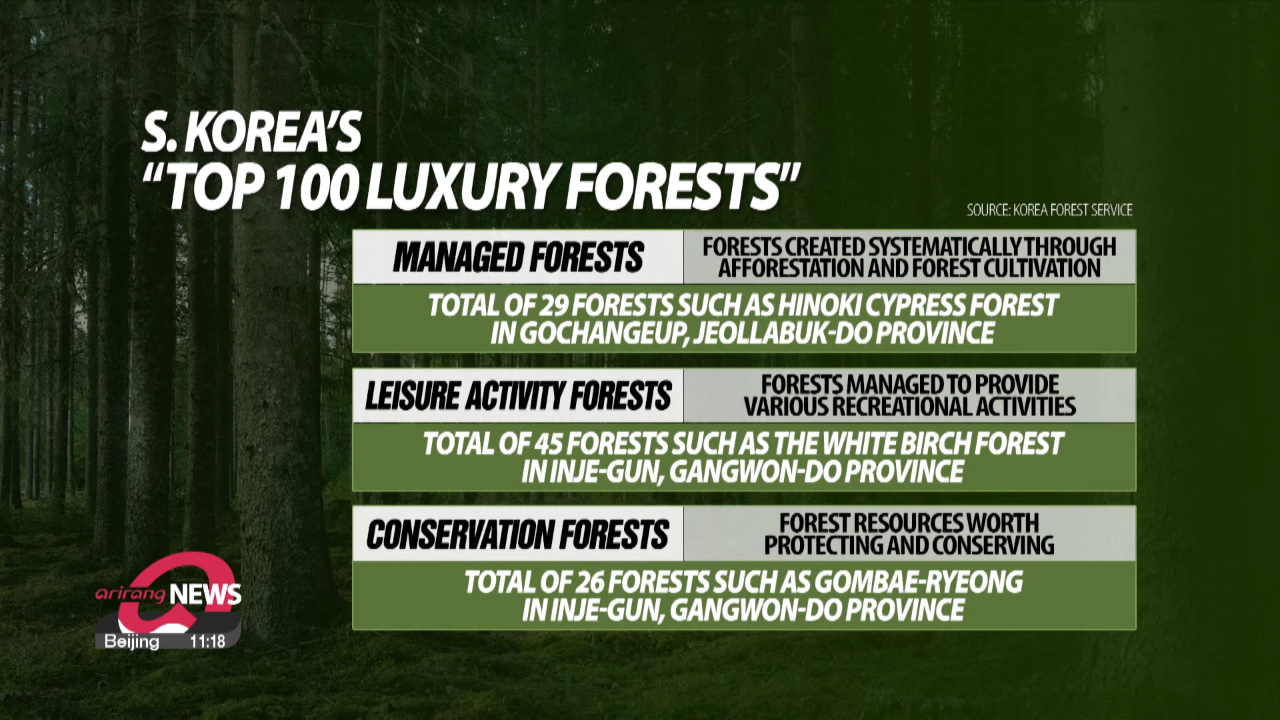 S. KOREA'S
“TOP 100 LUXURY FORESTS”
SOURCE: KOREA FOREST SERVICE
MANAGED FORESTS
FORESTS CREATED SYSTEMATICALLY THROUGH
AFFORESTATION AND FOREST CULTIVATION
TOTAL OF 29 FORESTS SUCH AS HINOKI CYPRESS FOREST
IN GOCHANGEUP, JEOLLABUK-DO PROVINCE
LEISURE ACTIVITY FORESTS
FORESTS MANAGED TO PROVIDE
VARIOUS RECREATIONAL ACTIVITIES
TOTAL OF 45 FORESTS SUCH AS THE WHITE BIRCH FOREST
IN INJE-GUN, GANGWON-DO PROVINCE
CONSERVATION FORESTS
FOREST RESOURCES WORTH
PROTECTING AND CONSERVING
TOTAL OF 26 FORESTS SUCH AS GOMBAE-RYEONG
IN INJE-GUN, GANGWON-DO PROVINCE
arirang NEWS
Beijing 11:18